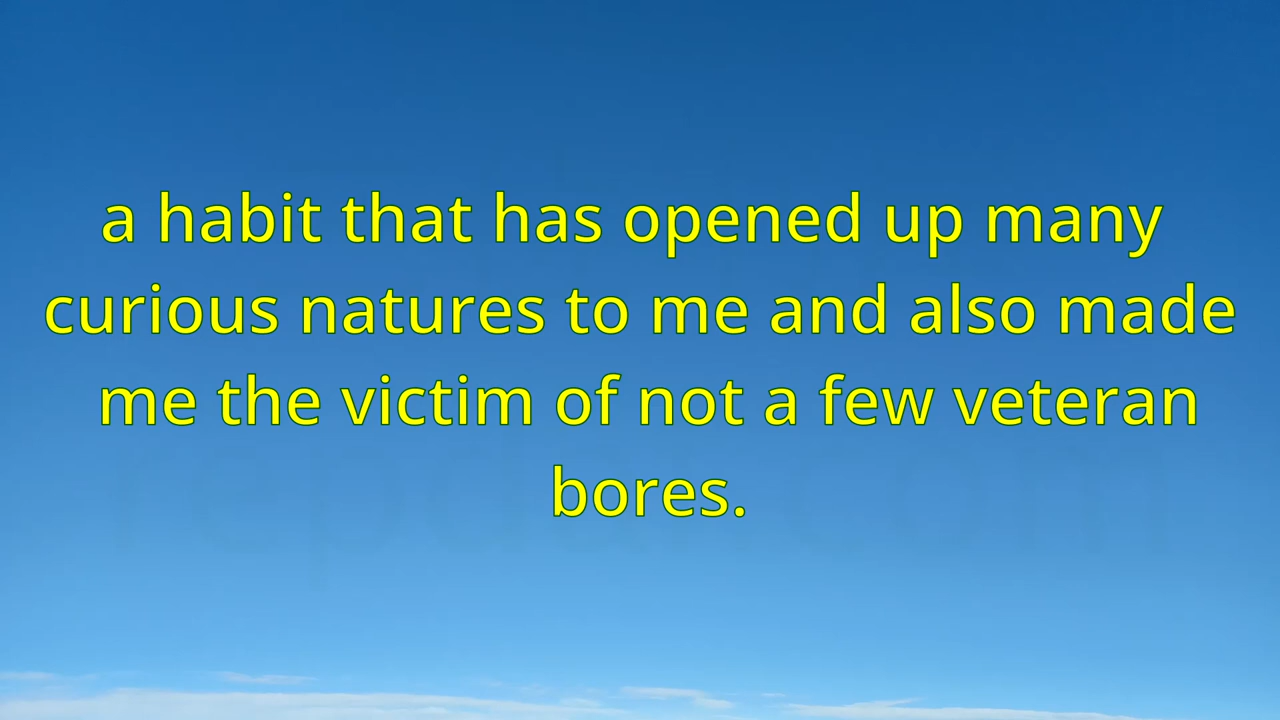 a habit that has opened up many
curious natures to me and also made
me the victim of not a few veteran
bores.